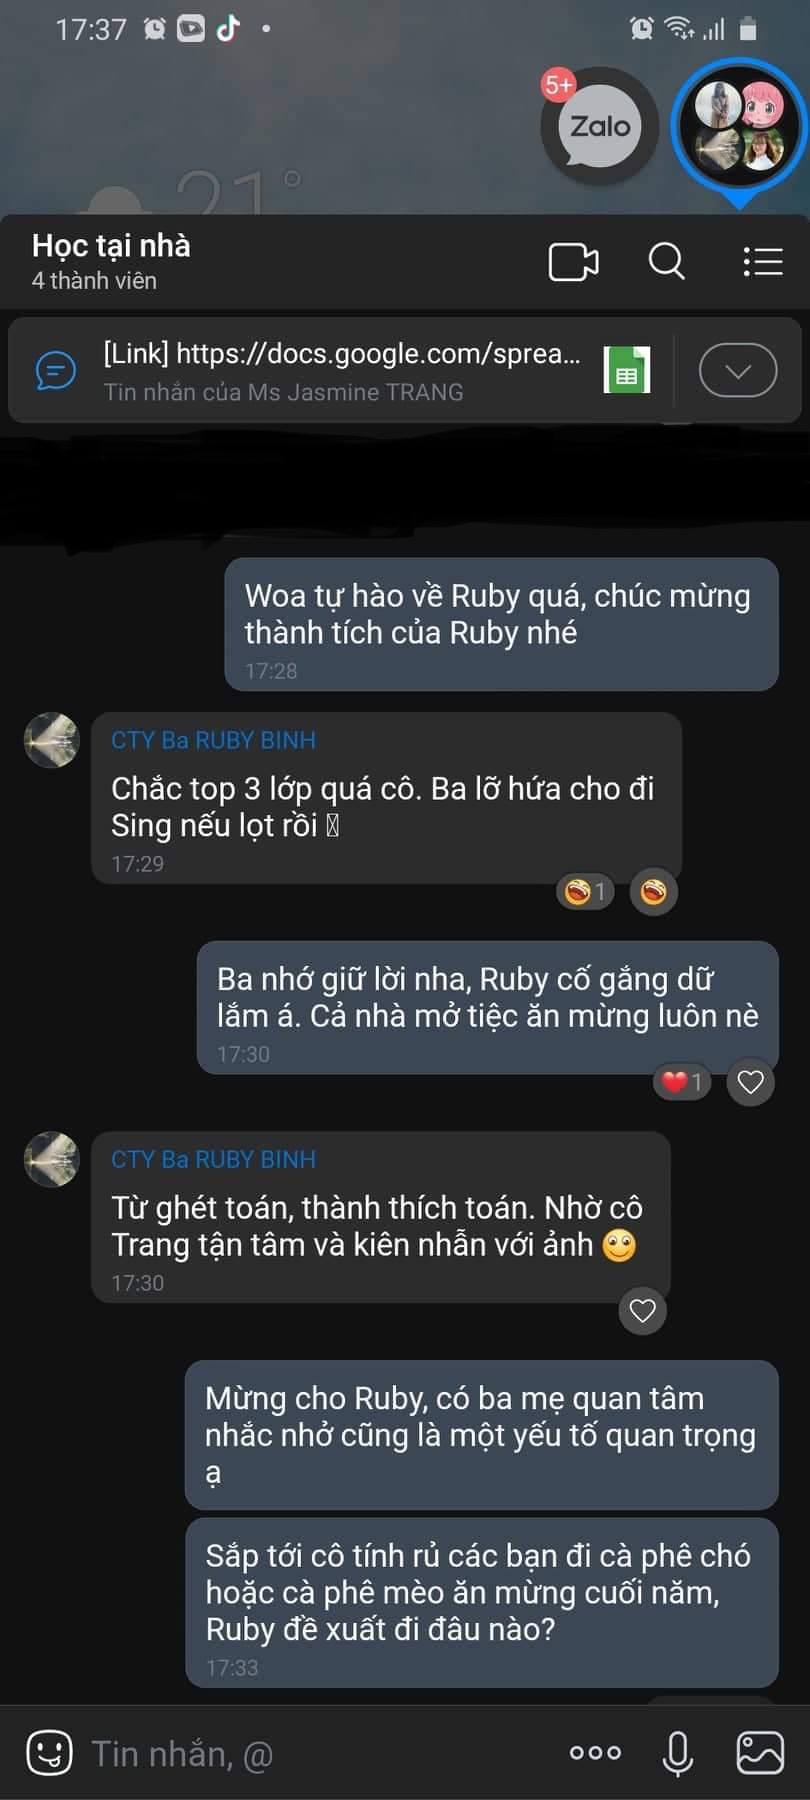 17:37
5+
Zalo
21°
Học tại nhà
4 thành viên
[Link] https://docs.google.com/sprea...
Tin nhắn của Ms Jasmine TRANG
Woa tự hào về Ruby quá, chúc mừng
thành tích của Ruby nhé
17:28
CTY Ba RUBY BINH
Chắc top 3 lớp quá cô. Ba lỡ hứa cho đi
Sing nếu lọt rồi
17:29
1
Ba nhớ giữ lời nha, Ruby cố gắng dữ
lắm á. Cả nhà mở tiệc ăn mừng luôn nè
17:30
1
CTY Ba RUBY BINH
Từ ghét toán, thành thích toán. Nhờ cô
Trang tận tâm và kiên nhẫn với ảnh 🙂
17:30
Mừng cho Ruby, có ba mẹ quan tâm
nhắc nhở cũng là một yếu tố quan trọng
ạ
Sắp tới cô tính rủ các bạn đi cà phê chó
hoặc cà phê mèo ăn mừng cuối năm,
Ruby đề xuất đi đâu nào?
17:33
Tin nhắn, @